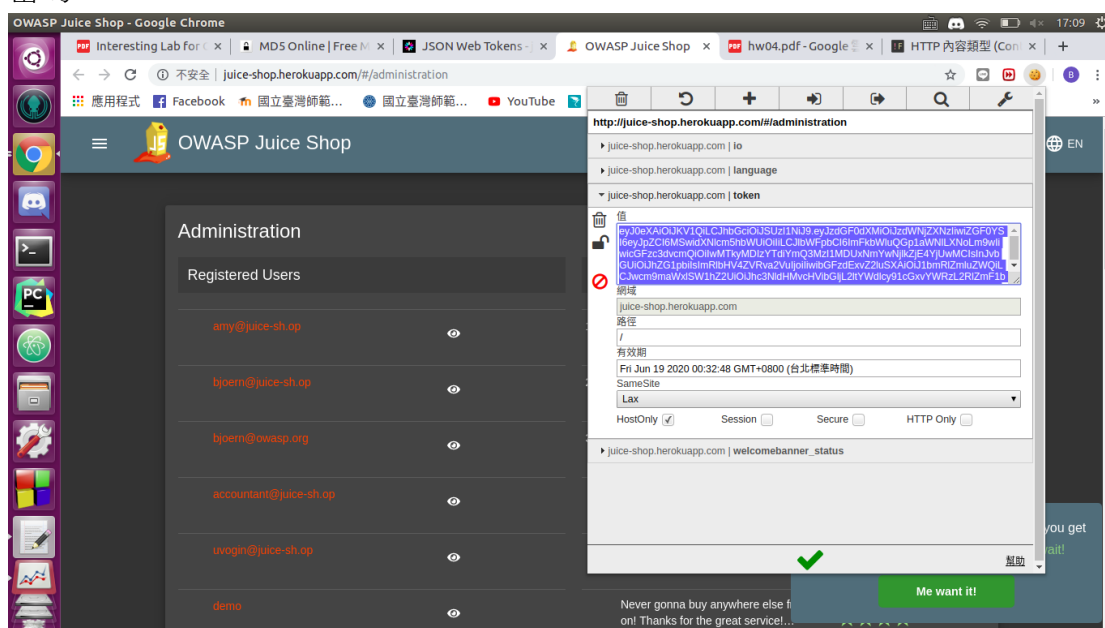 OWASP Juice Shop - Google Chrome
17:09
Interesting Lab for
MD5 Online | Free M
JSON Web Tokens -
OWASP Juice Shop
hw04.pdf - Google
HTTP 內容類型 (Con
不安全 | juice-shop.herokuapp.com/#/administration
B
應用程式
Facebook
國立臺灣師範...
國立臺灣師範...
YouTube
»
OWASP Juice Shop
EN
http://juice-shop.herokuapp.com/#/administration
juice-shop.herokuapp.com | io
juice-shop.herokuapp.com | language
juice-shop.herokuapp.com | token
值
網域
juice-shop.herokuapp.com
路徑
/
有效期
Fri Jun 19 2020 00:32:48 GMT+0800 (台北標準時間)
SameSite
Lax
HostOnly
Session
Secure
HTTP Only
juice-shop.herokuapp.com | welcomebanner_status
幫助
Administration
Registered Users
amy@juice-sh.op
bjoern@juice-sh.op
bjoern@owasp.org
accountant@juice-sh.op
uvogin@juice-sh.op
demo
you get
wait!
Me want it!
Never gonna buy anywhere else
on! Thanks for the great service!...